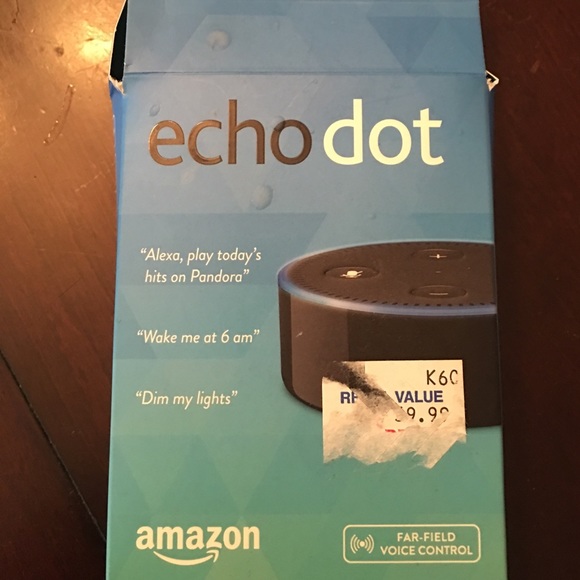 echo dot
“Alexa, play today’s
hits on Pandora”
“Wake me at 6 am”
“Dim my lights”
VALUE
amazon
FAR-FIELD
VOICE CONTROL